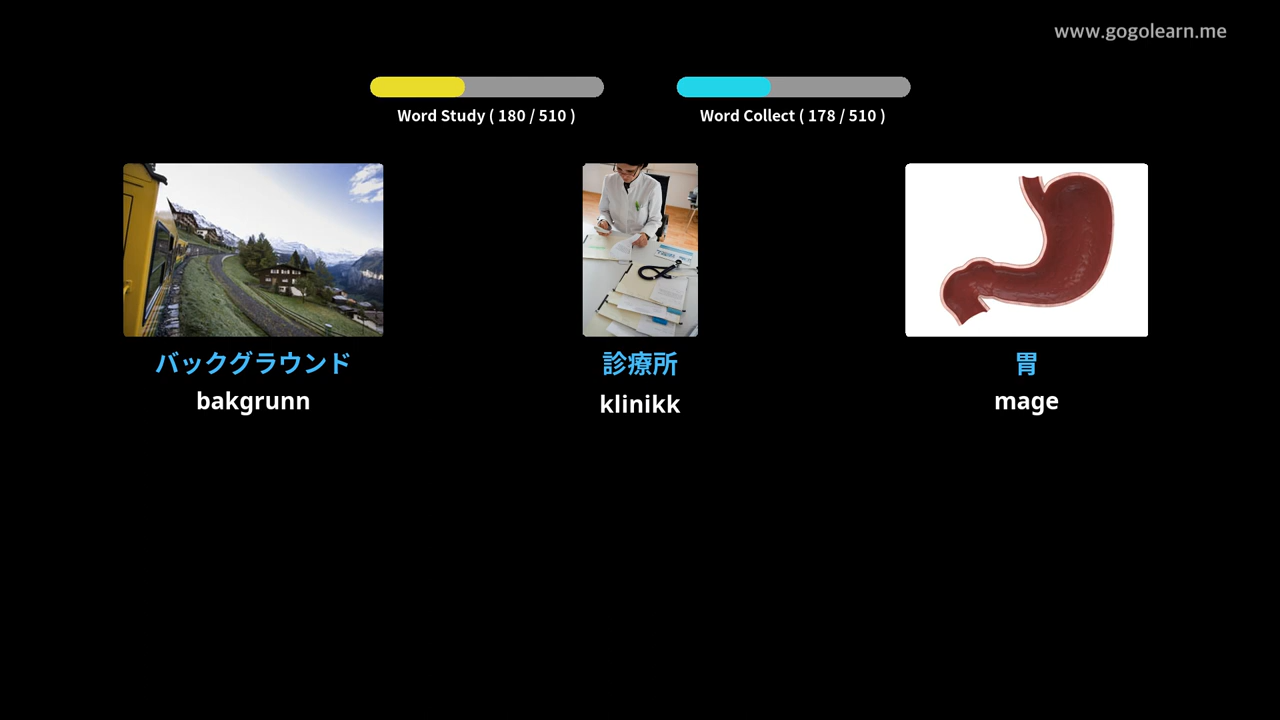 www.gogolearn.me
Word Study ( 180 / 510 )
Word Collect ( 178 / 510 )
バックグラウンド
bakgrunn
診療所
klinikk
胃
mage